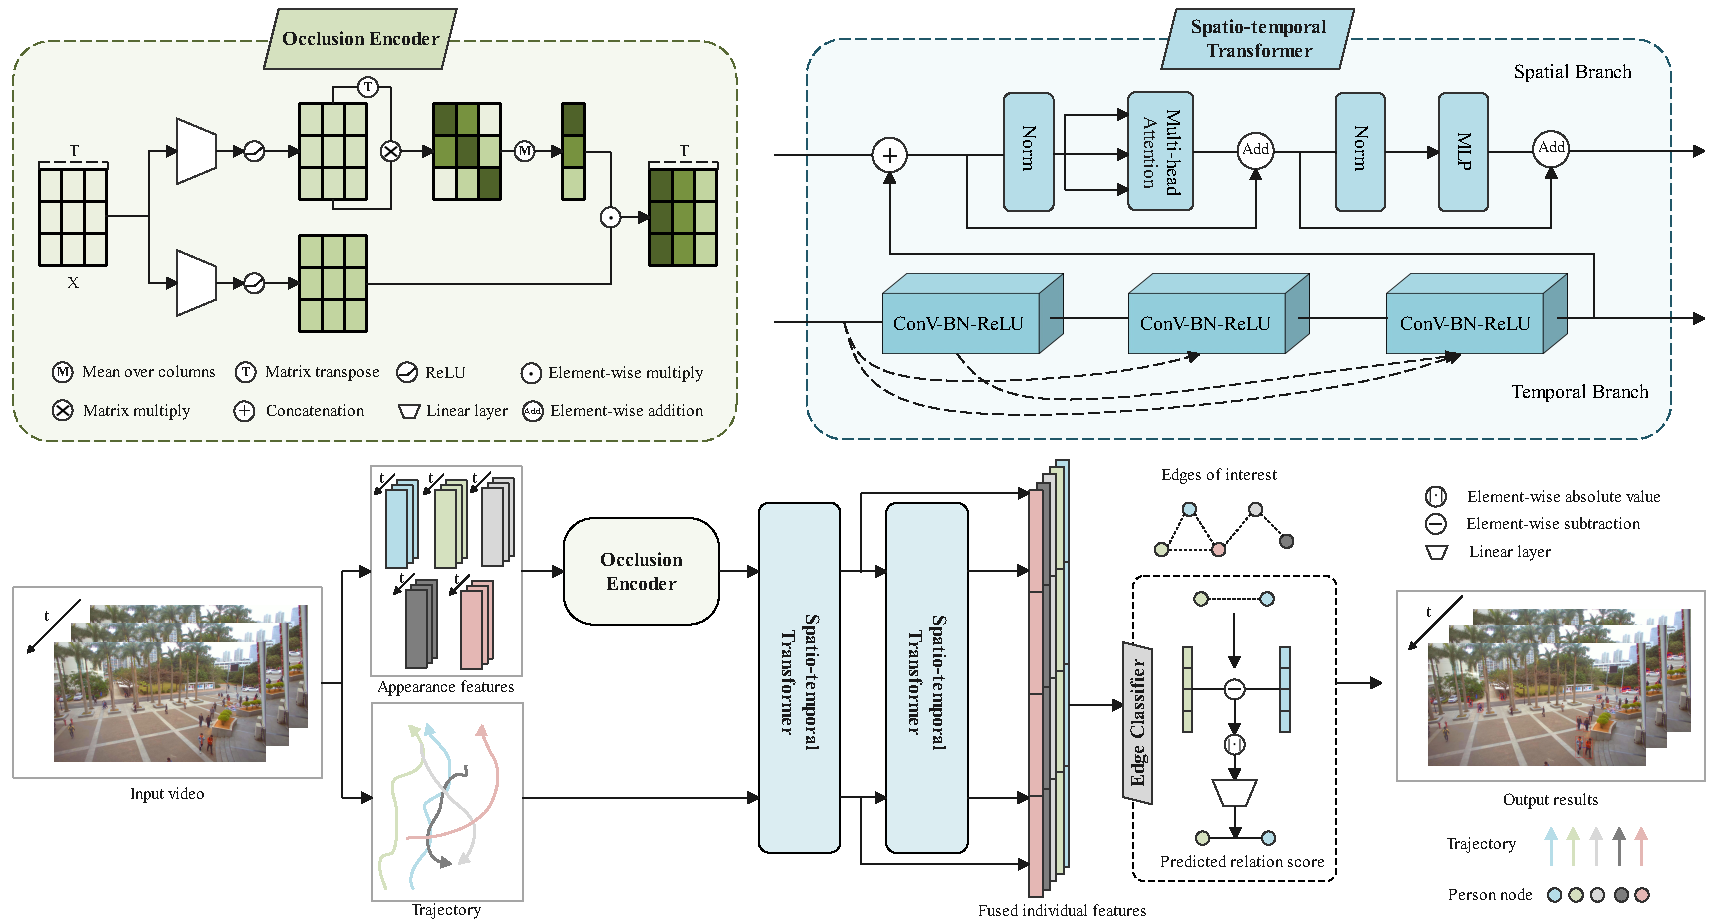 Occlusion Encoder
T
T
M
T
X
Mean over columns
Matrix transpose
ReLU
Element-wise multiply
Matrix multiply
Concatenation
Linear layer
Element-wise addition
M
T
Add
Spatio-temporal
Transformer
Spatial Branch
Norm
Multi-head
Attention
Add
Norm
MLP
Add
ConV-BN-ReLU
ConV-BN-ReLU
ConV-BN-ReLU
Temporal Branch
t
Input video
t
t
t
t
t
Appearance features
Trajectory
Occlusion
Encoder
Spatio-temporal
Transformer
Spatio-temporal
Transformer
Fused individual features
Edges of interest
Element-wise absolute value
Element-wise subtraction
Linear layer
Edge Classifier
Predicted relation score
t
Output results
Trajectory
Person node